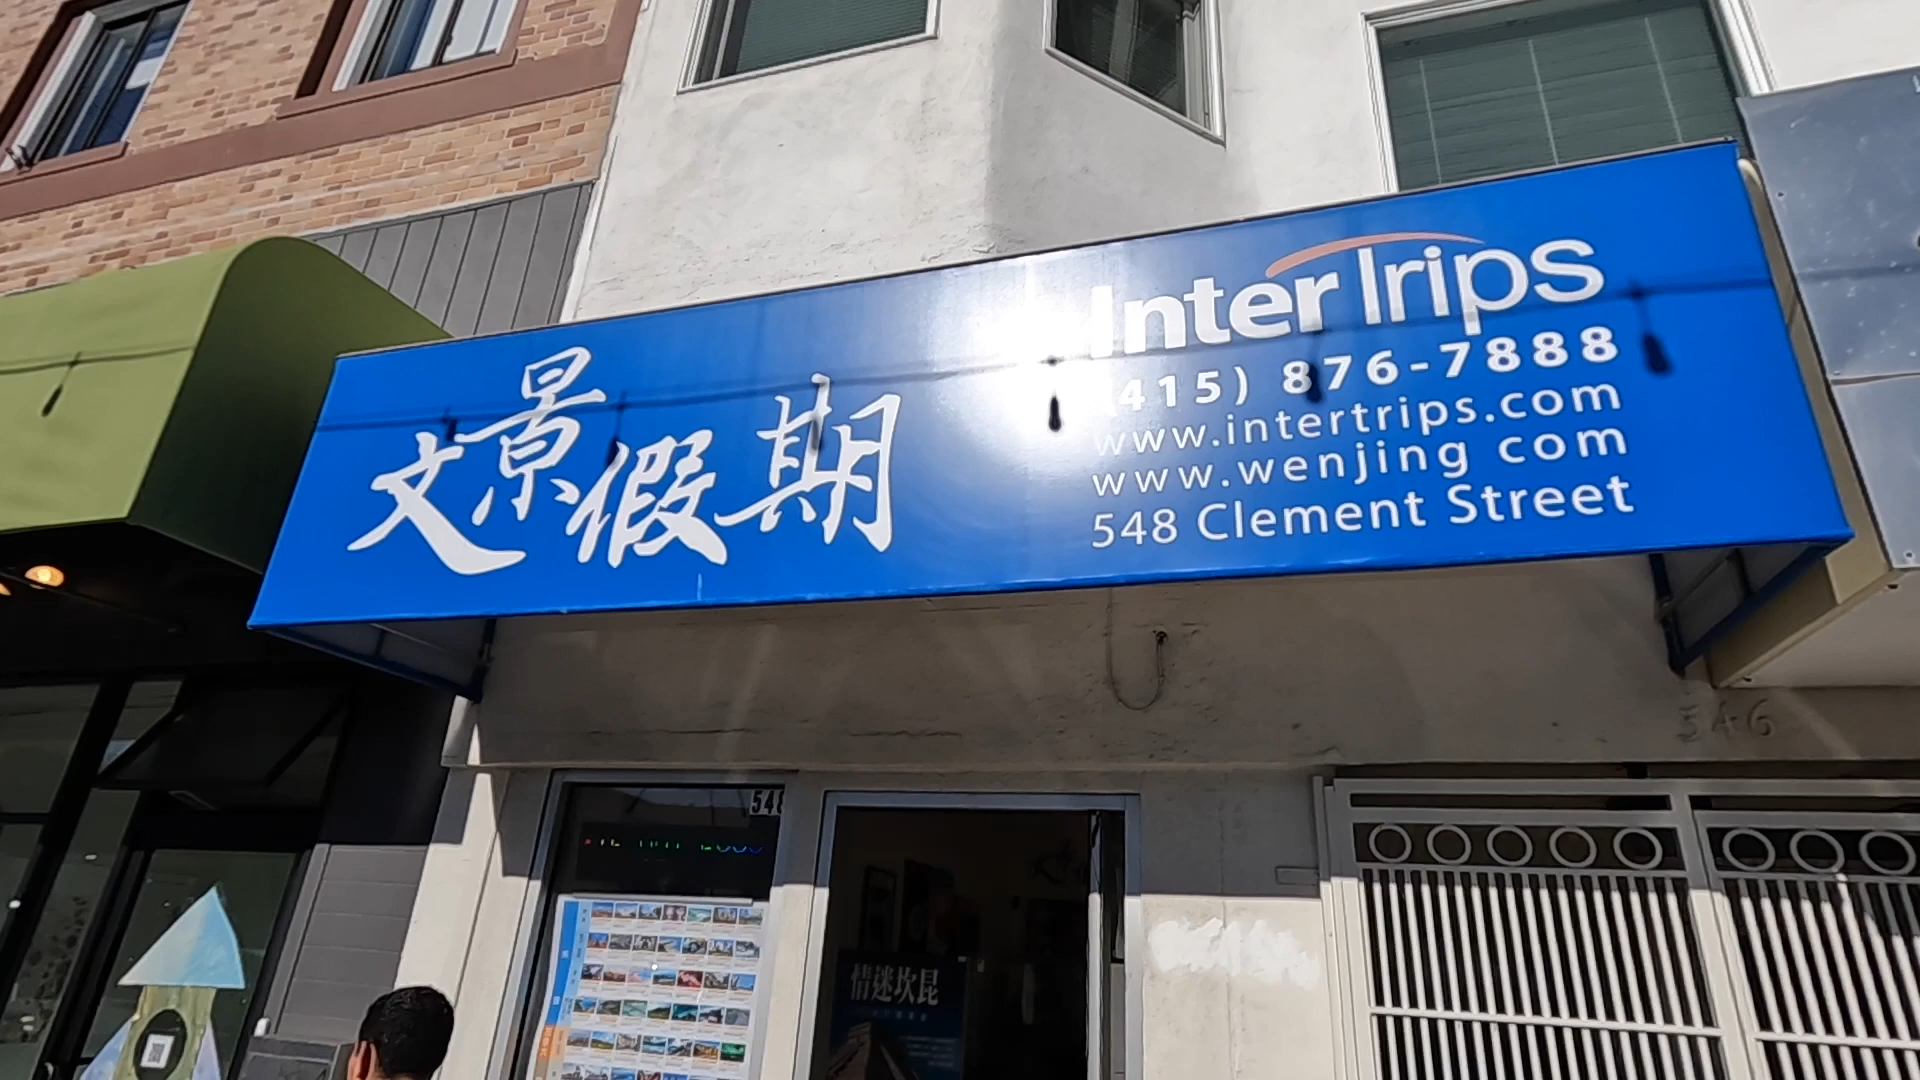 文景假期
InterTrips
(415) 876-7888
www.intertrips.com
www.wenjing com
548 Clement Street
546
548
情迷坎昆